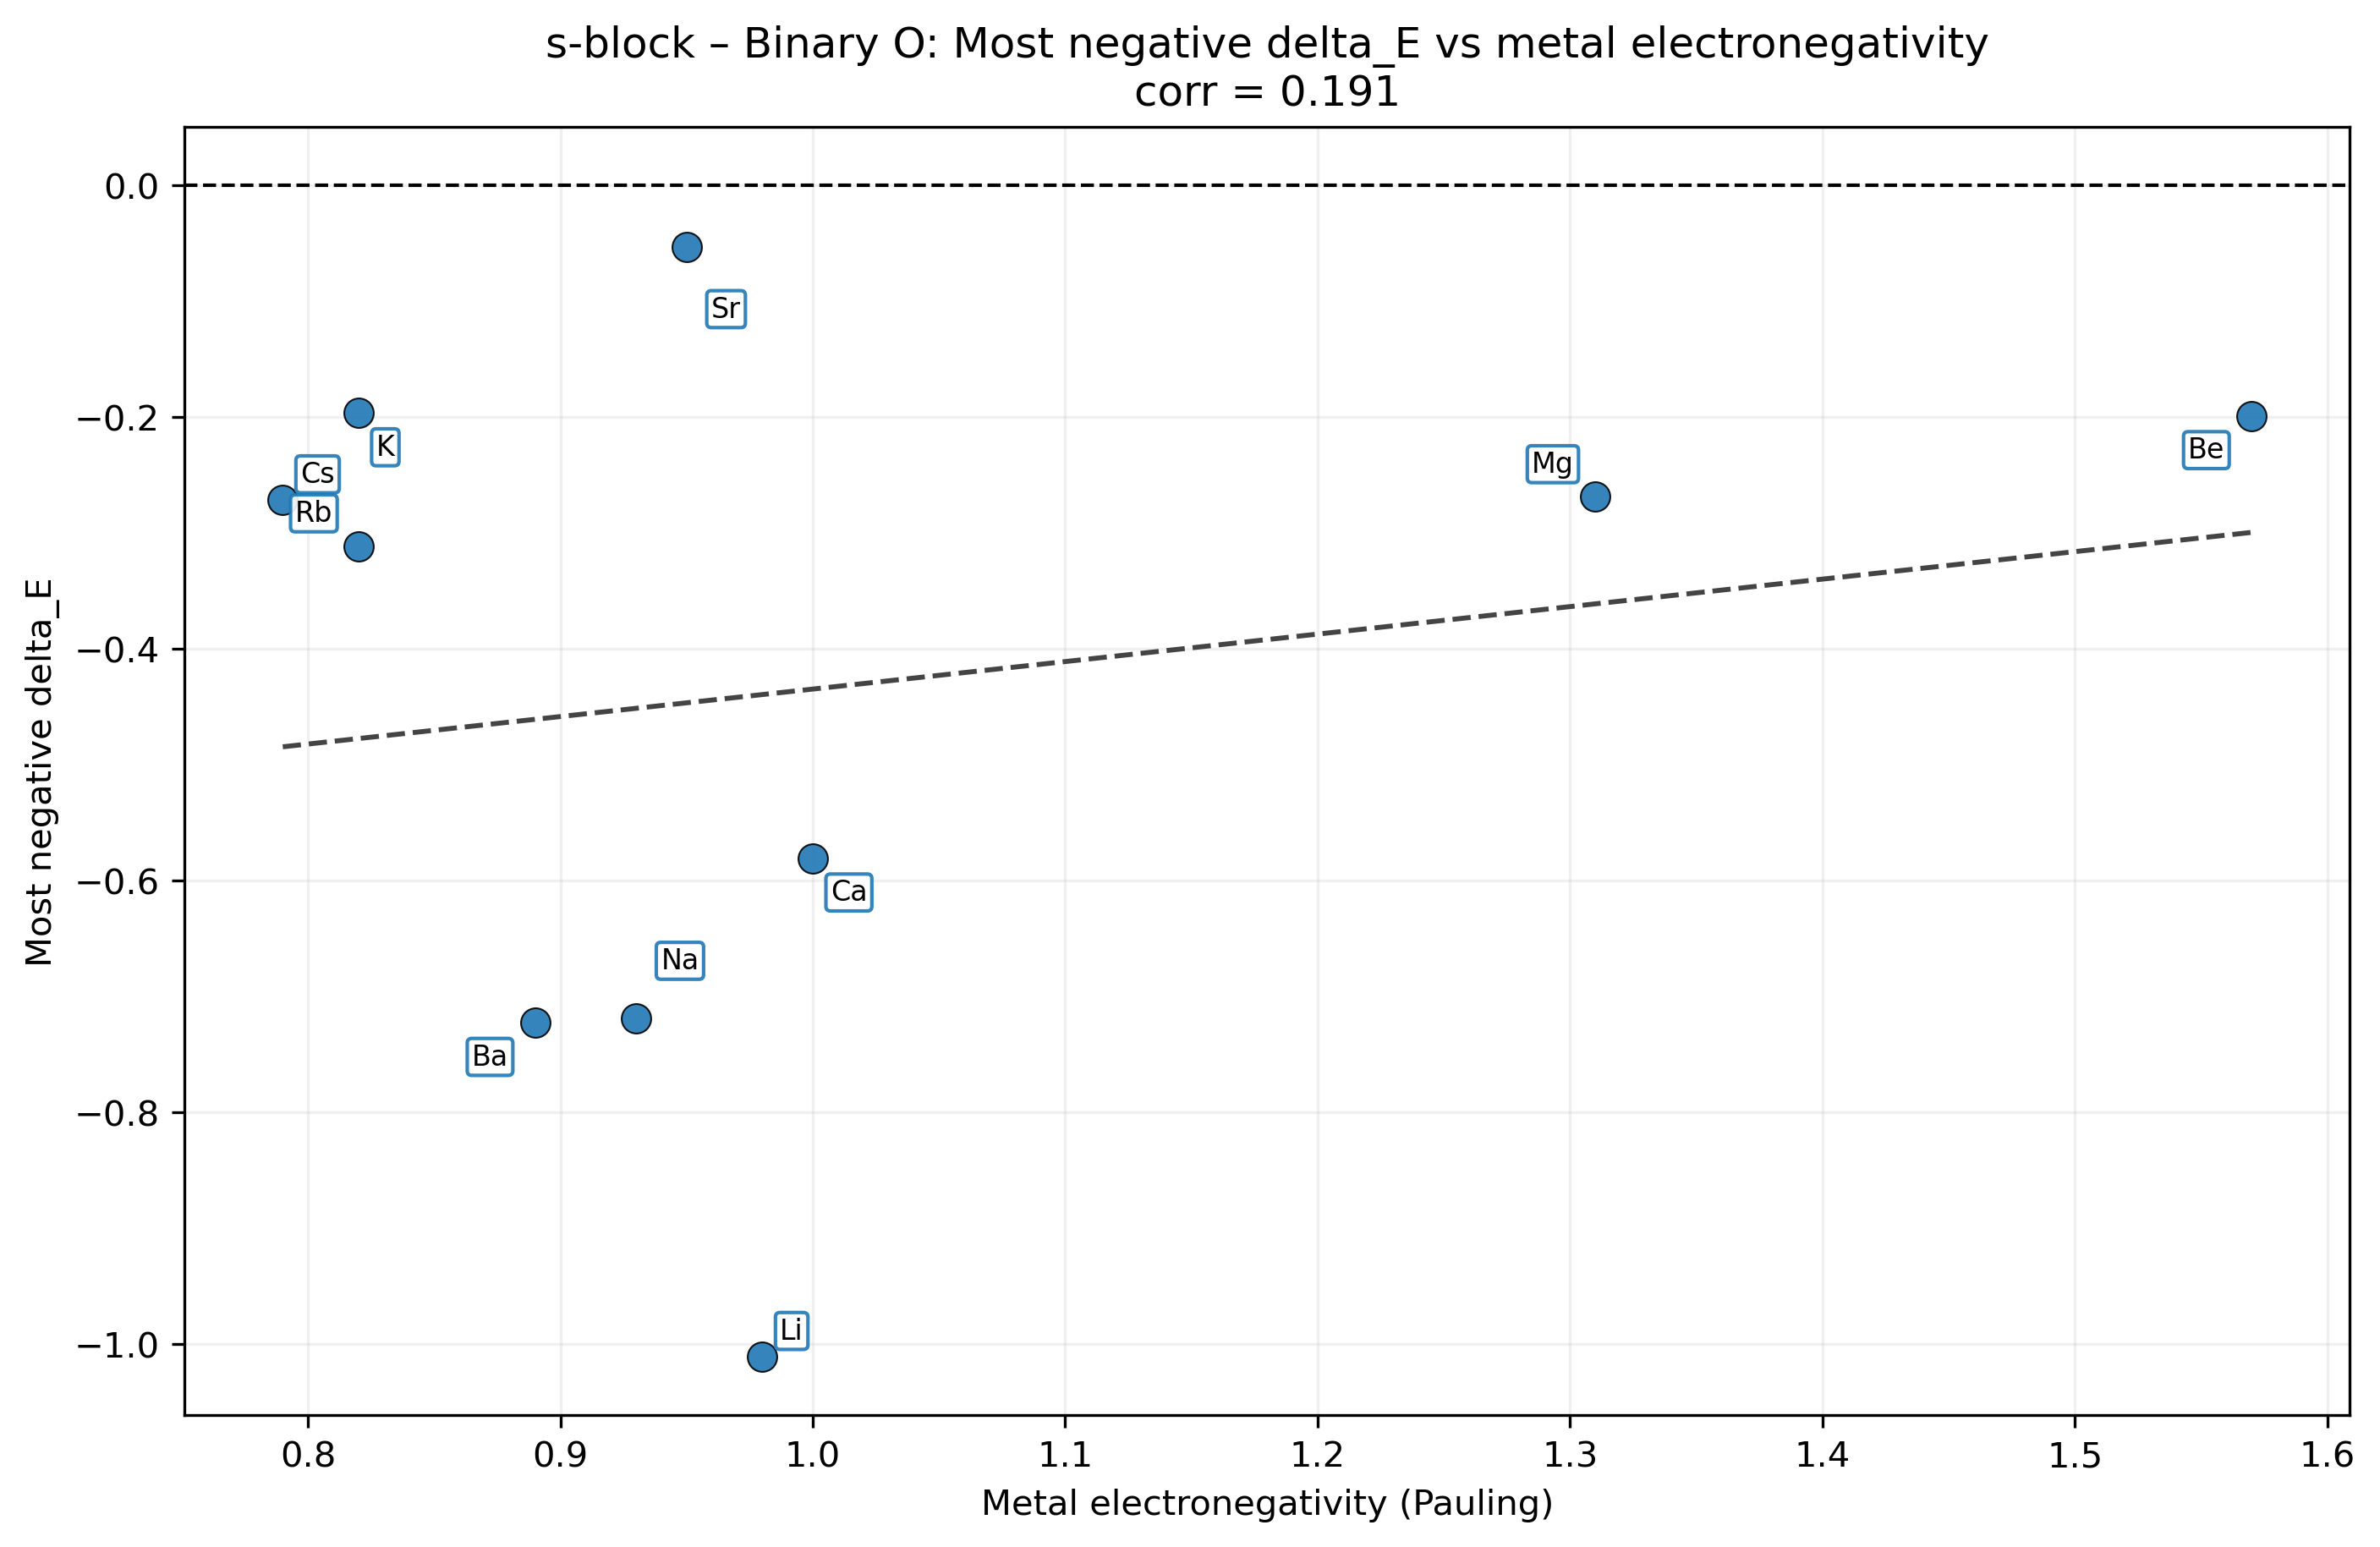 s-block – Binary O: Most negative delta_E vs metal electronegativity
corr = 0.191
Most negative delta_E
0.0
−0.2
−0.4
−0.6
−0.8
−1.0
Sr
K
Cs
Rb
Mg
Be
Ca
Na
Ba
Li
0.8 0.9 1.0 1.1 1.2 1.3 1.4 1.5 1.6
Metal electronegativity (Pauling)